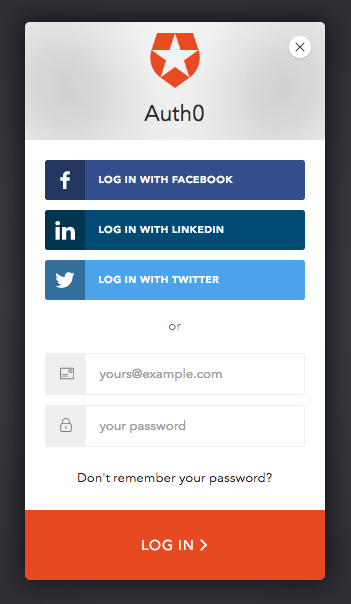 Auth0
LOG IN WITH FACEBOOK
LOG IN WITH LINKEDIN
LOG IN WITH TWITTER
or
yours@example.com
your password
Don't remember your password?
LOG IN